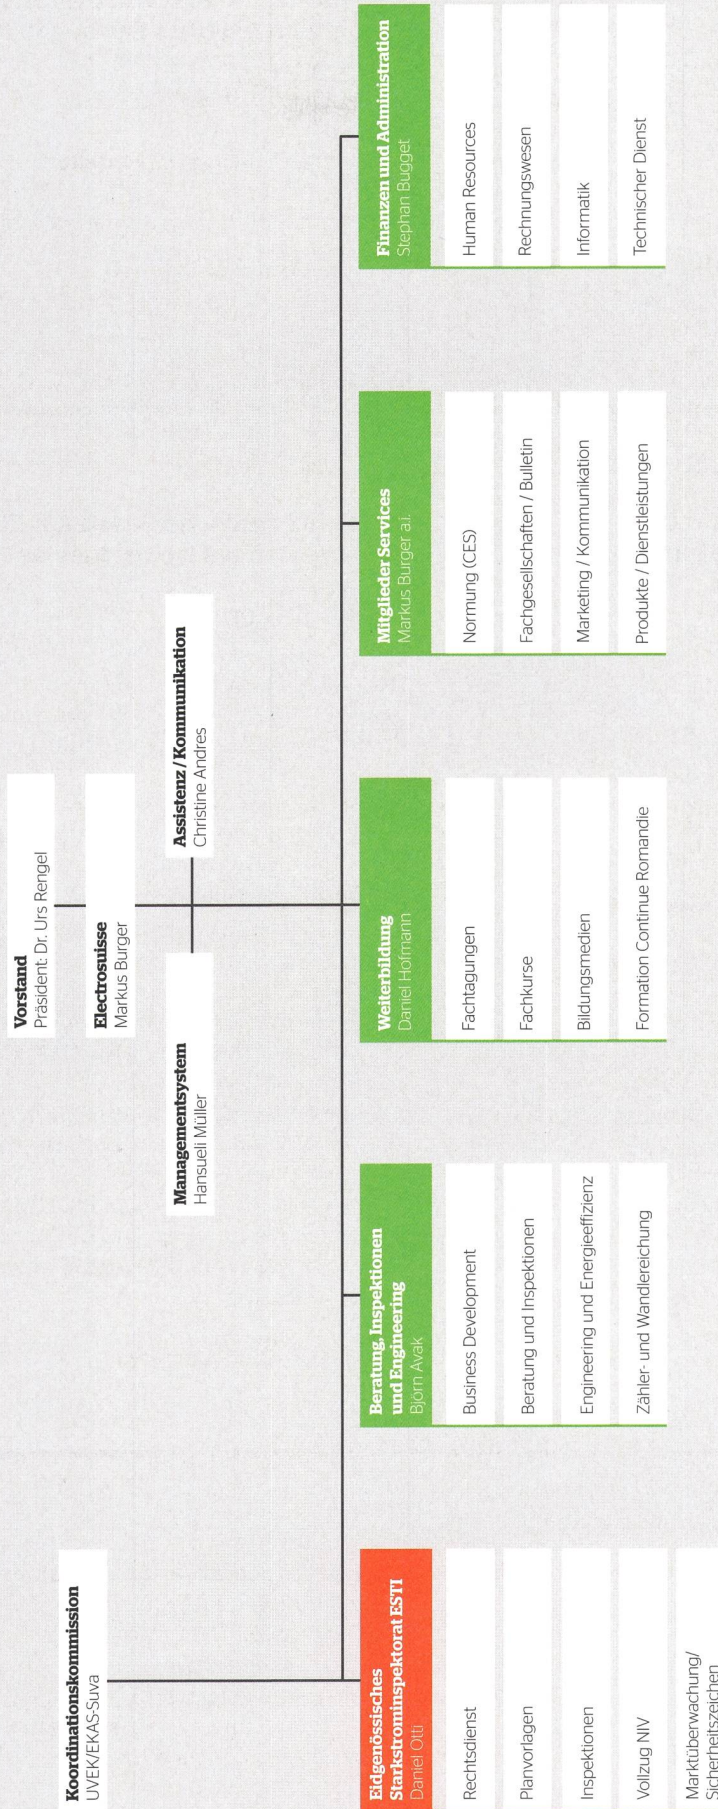 Vorstand
Präsident: Dr. Urs Rengel
Electrosuisse
Markus Burger
Koordinationskommission
UVEK/EKAS-Suva
Managementsystem
Hansueli Müller
Assistenz / Kommunikation
Christine Andres
Eidgenössisches
Starkstrominspektorat ESTI
Daniel Otti
Rechtsdienst
Planvorlagen
Inspektionen
Vollzug NIV
Marktüberwachung/
Sicherheitszeichen
Beratung, Inspektionen
und Engineering
Björn Avak
Business Development
Beratung und Inspektionen
Engineering und Energieeffizienz
Zähler- und Wandlereichung
Weiterbildung
Daniel Hofmann
Fachtagungen
Fachkurse
Bildungsmedien
Formation Continue Romandie
Mitglieder Services
Markus Burger a.i.
Normung (CES)
Fachgesellschaften / Bulletin
Marketing / Kommunikation
Produkte / Dienstleistungen
Finanzen und Administration
Stephan Bugget
Human Resources
Rechnungswesen
Informatik
Technischer Dienst